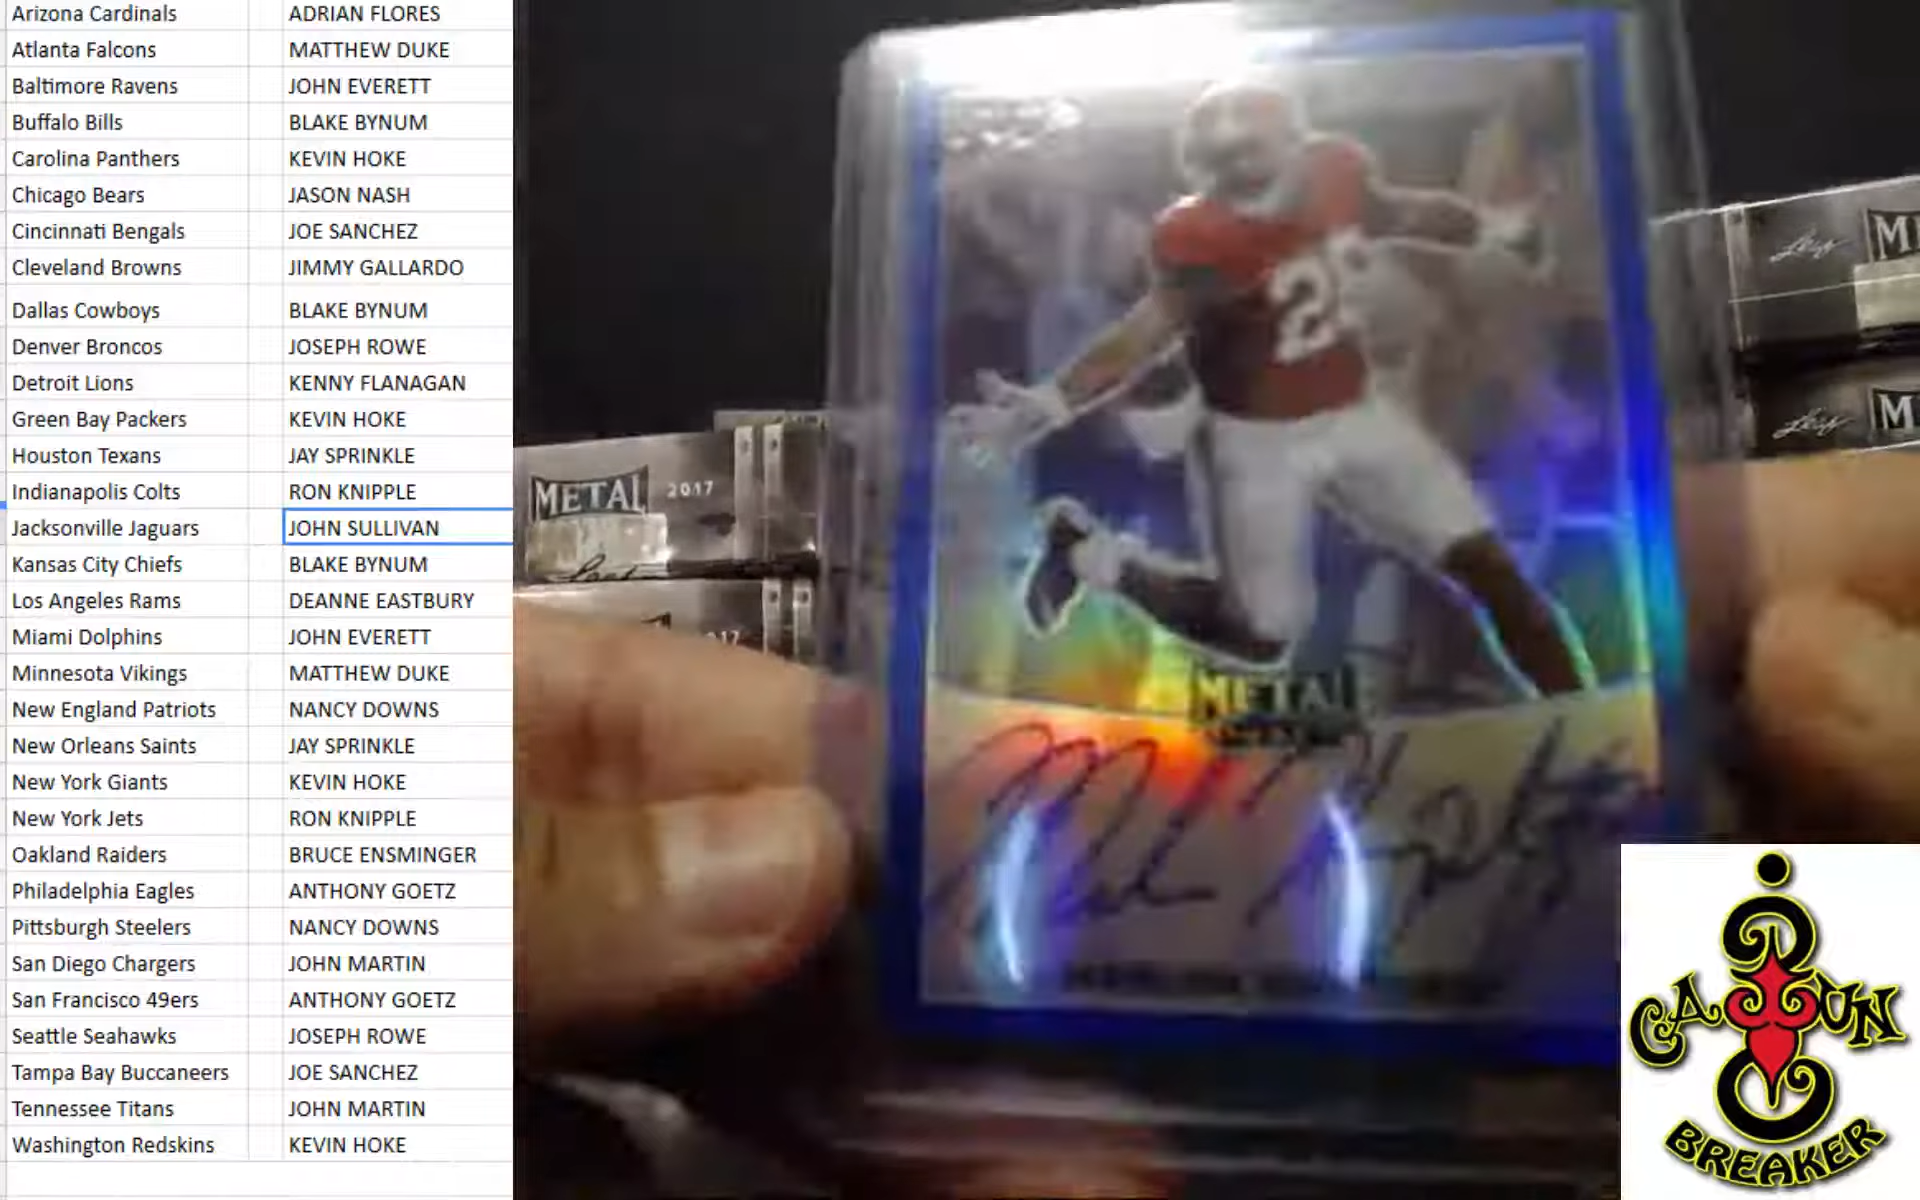 Arizona Cardinals ADRIAN FLORES
Atlanta Falcons MATTHEW DUKE
Baltimore Ravens JOHN EVERETT
Buffalo Bills BLAKE BYNUM
Carolina Panthers KEVIN HOKE
Chicago Bears JASON NASH
Cincinnati Bengals JOE SANCHEZ
Cleveland Browns JIMMY GALLARDO
Dallas Cowboys BLAKE BYNUM
Denver Broncos JOSEPH ROWE
Detroit Lions KENNY FLANAGAN
Green Bay Packers KEVIN HOKE
Houston Texans JAY SPRINKLE
Indianapolis Colts RON KNIPPLE
Jacksonville Jaguars JOHN SULLIVAN
Kansas City Chiefs BLAKE BYNUM
Los Angeles Rams DEANNE EASTBURY
Miami Dolphins JOHN EVERETT
Minnesota Vikings MATTHEW DUKE
New England Patriots NANCY DOWNS
New Orleans Saints JAY SPRINKLE
New York Giants KEVIN HOKE
New York Jets RON KNIPPLE
Oakland Raiders BRUCE ENSMINGER
Philadelphia Eagles ANTHONY GOETZ
Pittsburgh Steelers NANCY DOWNS
San Diego Chargers JOHN MARTIN
San Francisco 49ers ANTHONY GOETZ
Seattle Seahawks JOSEPH ROWE
Tampa Bay Buccaneers JOE SANCHEZ
Tennessee Titans JOHN MARTIN
Washington Redskins KEVIN HOKE
METAL 2017
Leaf
METAL
Leaf M
Leaf M
CAJUN
BREAKER